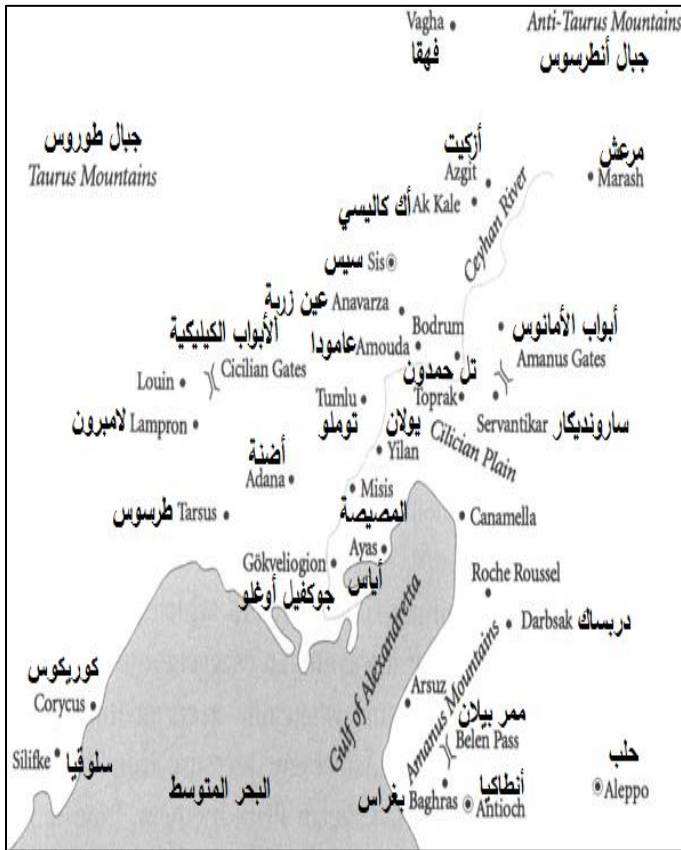 Vagha
فهقا
Anti-Taurus Mountains
جبال أنطرسوس
جبال طوروس
Taurus Mountains
أزكيت
Azgit
مرعش
Marash
أك كاليسي Ak Kale
Ceyhan River
سيس Sis
عين زربة Anavarza
Bodrum
أبواب الأمانوس
Amanus Gates
الأبواب الكيليكية
Cicilian Gates
عامودا Amouda
Louin
تل حمدون
Toprak
Tumlu
توملو
يولان
Yilan
Servantikar سارونديكار
Cilician Plain
لامبرون Lampron
أضنة
Adana
Misis
المصيصة
طرسوس Tarsus
Canamella
Ayas
أياس
Gökveliogion
جوكفيل أوغلو
Roche Roussel
Darbsak دربساك
Gulf of Alexandretta
Amanus Mountains
كوريكوس
Corycus
Arsuz
ممر بيلان
Belen Pass
Silifke
سلوقيا
البحر المتوسط
بغراس Baghras
أنطاكيا
Antioch
حلب
Aleppo